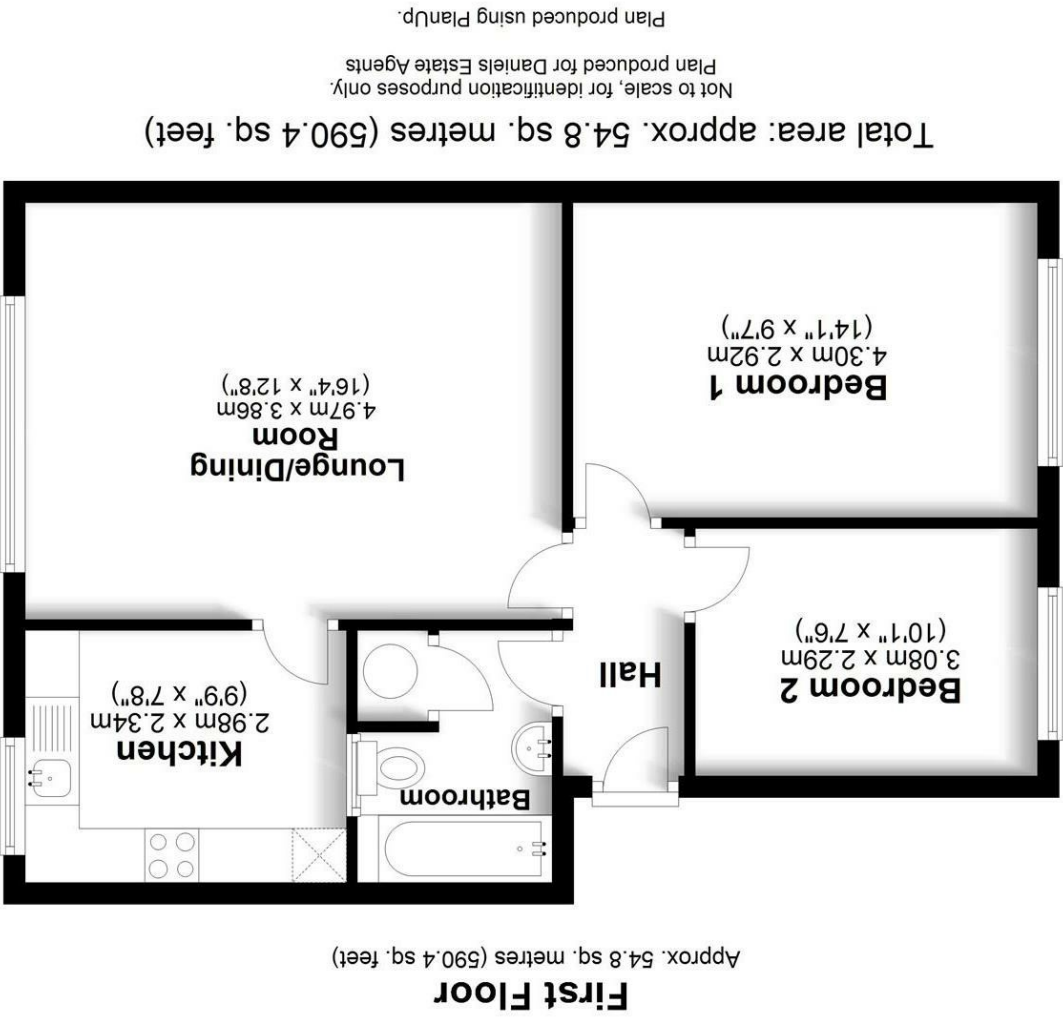 First Floor
Approx. 54.8 sq. metres (590.4 sq. feet)
Bathroom
Kitchen
2.98m x 2.34m
(9'9" x 7'8")
Hall
Bedroom 2
3.08m x 2.29m
(10'1" x 7'6")
Lounge/Dining
Room
4.97m x 3.86m
(16'4" x 12'8")
Bedroom 1
4.30m x 2.92m
(14'1" x 9'7")
Total area: approx. 54.8 sq. metres (590.4 sq. feet)
Not to scale, for identification purposes only.
Plan produced for Daniels Estate Agents
Plan produced using PlanUp.